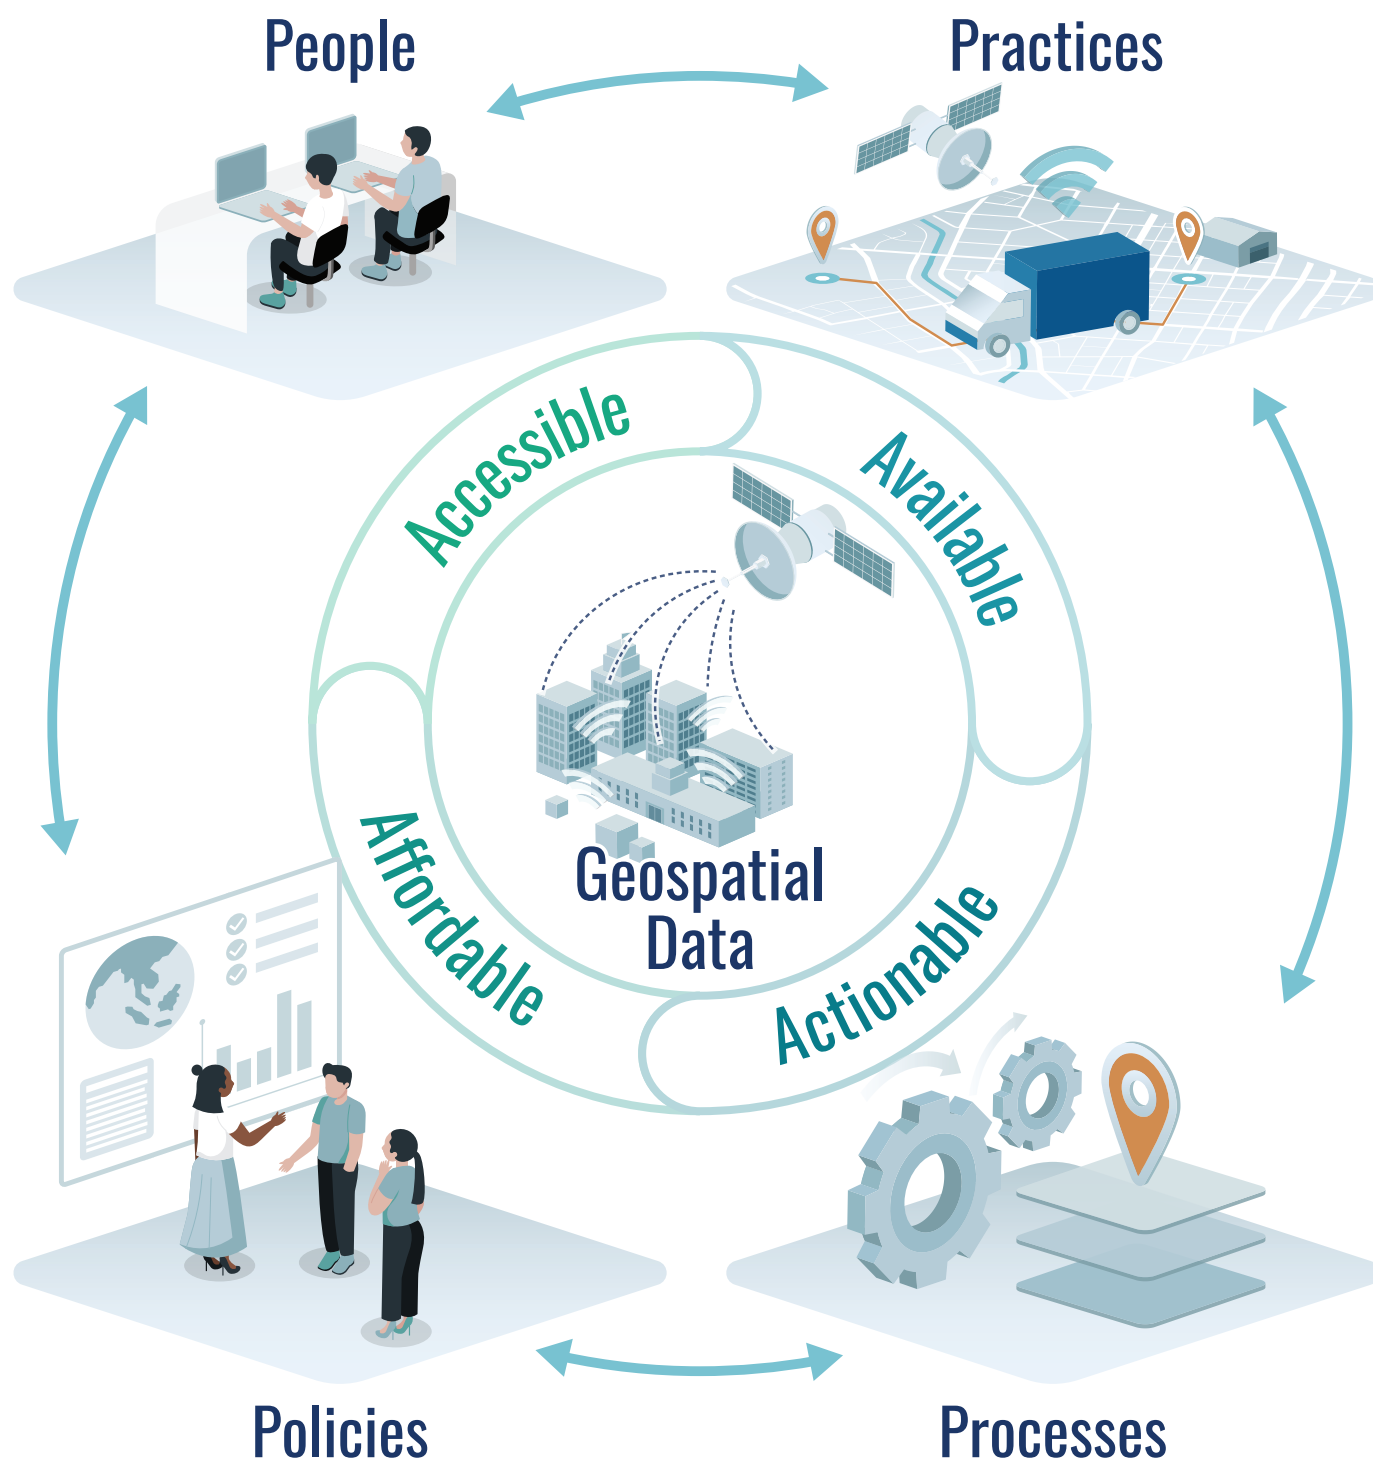 People
Practices
Accessible
Available
Geospatial
Data
Affordable
Actionable
Policies
Processes